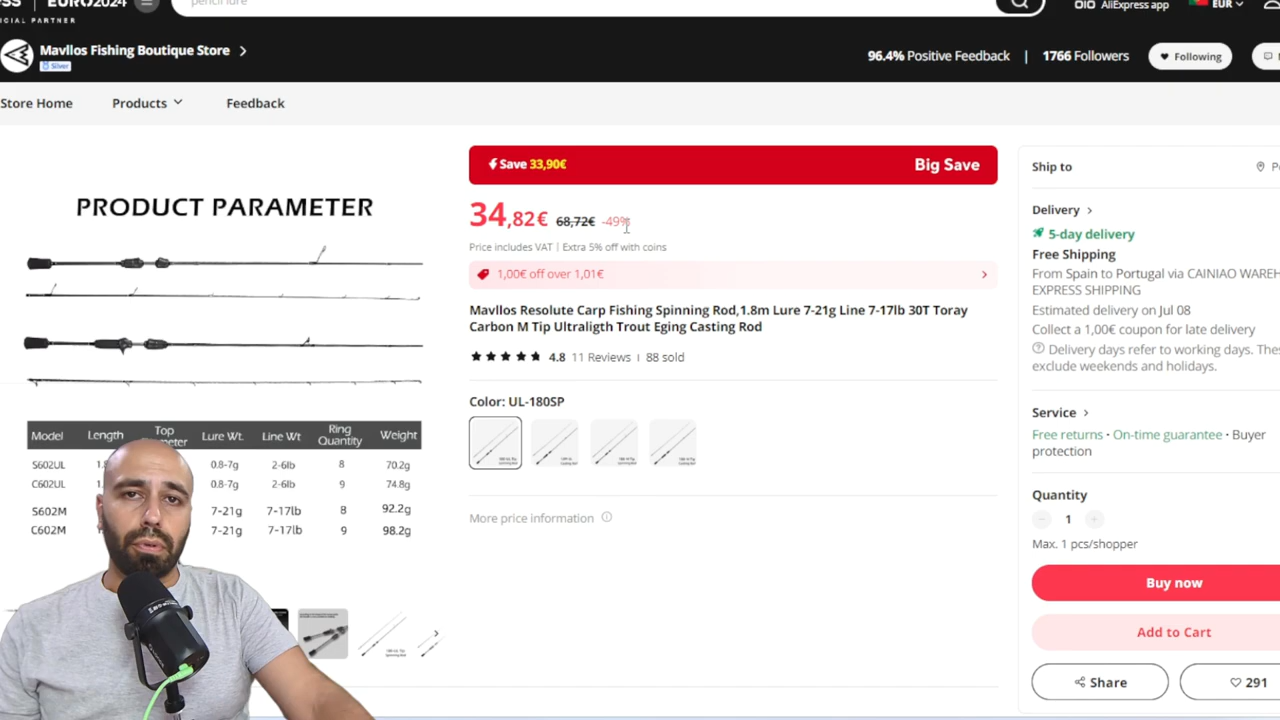 EURO2024
CIAL PARTNER
pencil lure
AliExpress app
EUR
Mavllos Fishing Boutique Store
Silver
96.4% Positive Feedback | 1766 Followers
Following
Store Home Products Feedback
PRODUCT PARAMETER
Model Length Top Lure Wt. Line Wt Ring Quantity Weight
S602UL 0.8-7g 2-6lb 8 70.2g
C602UL 0.8-7g 2-6lb 9 74.8g
S602M 7-21g 7-17lb 8 92.2g
C602M 7-21g 7-17lb 9 98.2g
Save 33,90€ Big Save
34,82€ 68,72€ -49%
Price includes VAT | Extra 5% off with coins
1,00€ off over 1,01€
Mavllos Resolute Carp Fishing Spinning Rod,1.8m Lure 7-21g Line 7-17lb 30T Toray
Carbon M Tip Ultraligth Trout Eging Casting Rod
4.8 11 Reviews 88 sold
Color: UL-180SP
More price information
Ship to
Delivery
5-day delivery
Free Shipping
From Spain to Portugal via CAINIAO WAREH
EXPRESS SHIPPING
Estimated delivery on Jul 08
Collect a 1,00€ coupon for late delivery
Delivery days refer to working days. Thes
exclude weekends and holidays.
Service
Free returns · On-time guarantee · Buyer
protection
Quantity
1
Max. 1 pcs/shopper
Buy now
Add to Cart
Share 291